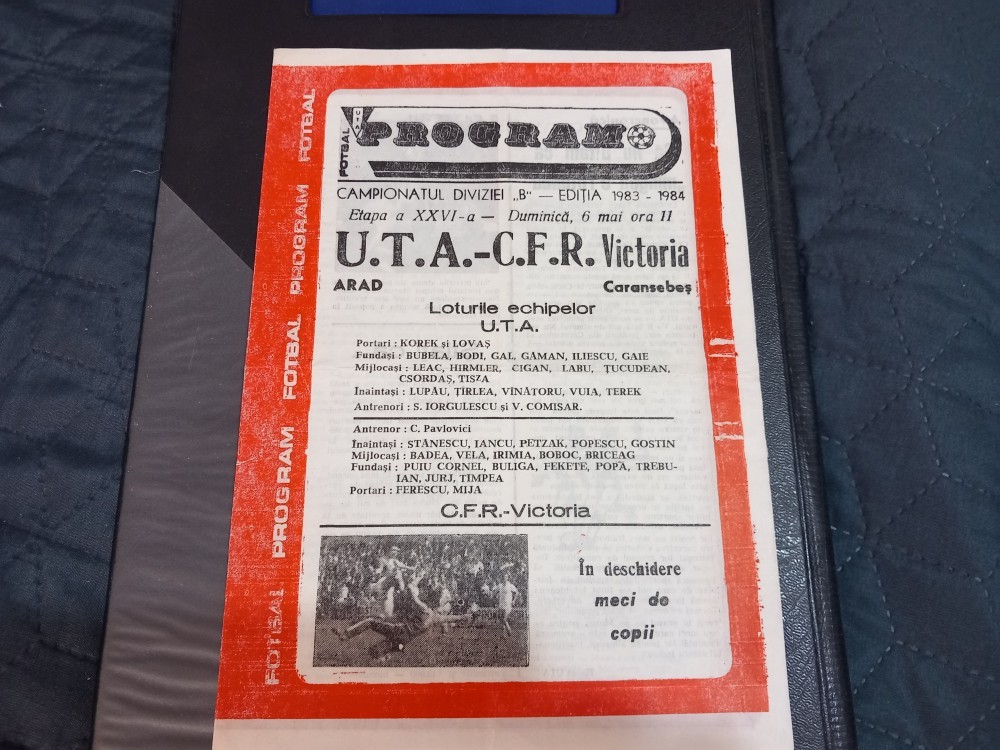 FOTBAL PROGRAM FOTBAL PROGRAM FOTBAL
FOTBAL UTA PROGRAM
CAMPIONATUL DIVIZIEI „B" — EDIȚIA 1983 - 1984
Etapa a XXVI-a — Duminică, 6 mai ora 11
U.T.A.-C.F.R. Victoria
ARAD Caransebeș
Loturile echipelor
U.T.A.
Portari : KOREK și LOVAȘ
Fundași : BUBELA, BODI, GAL, GAMAN, ILIESCU, GAIE
Mijlocași : LEAC, HIRMLER, CIGAN, LABU, ȚUCUDEAN,
CSORDAȘ, TISZA
Înaintași : LUPĂU, ȚÎRLEA, VÎNĂTORU, VUIA, TEREK
Antrenori : S. IORGULESCU și V. COMISAR.
Antrenor : C. Pavlovici
Înaintași : STĂNESCU, IANCU, PETZAK, POPESCU, GOSTIN
Mijlocași : BADEA, VELA, IRIMIA, BOBOC, BRICEAG
Fundași : PUIU CORNEL, BULIGA, FEKETE, POPA, TREBU-
IAN, JURJ, TIMPEA
Portari : FERESCU, MIJA
C.F.R.-Victoria
În deschidere
meci de
copii